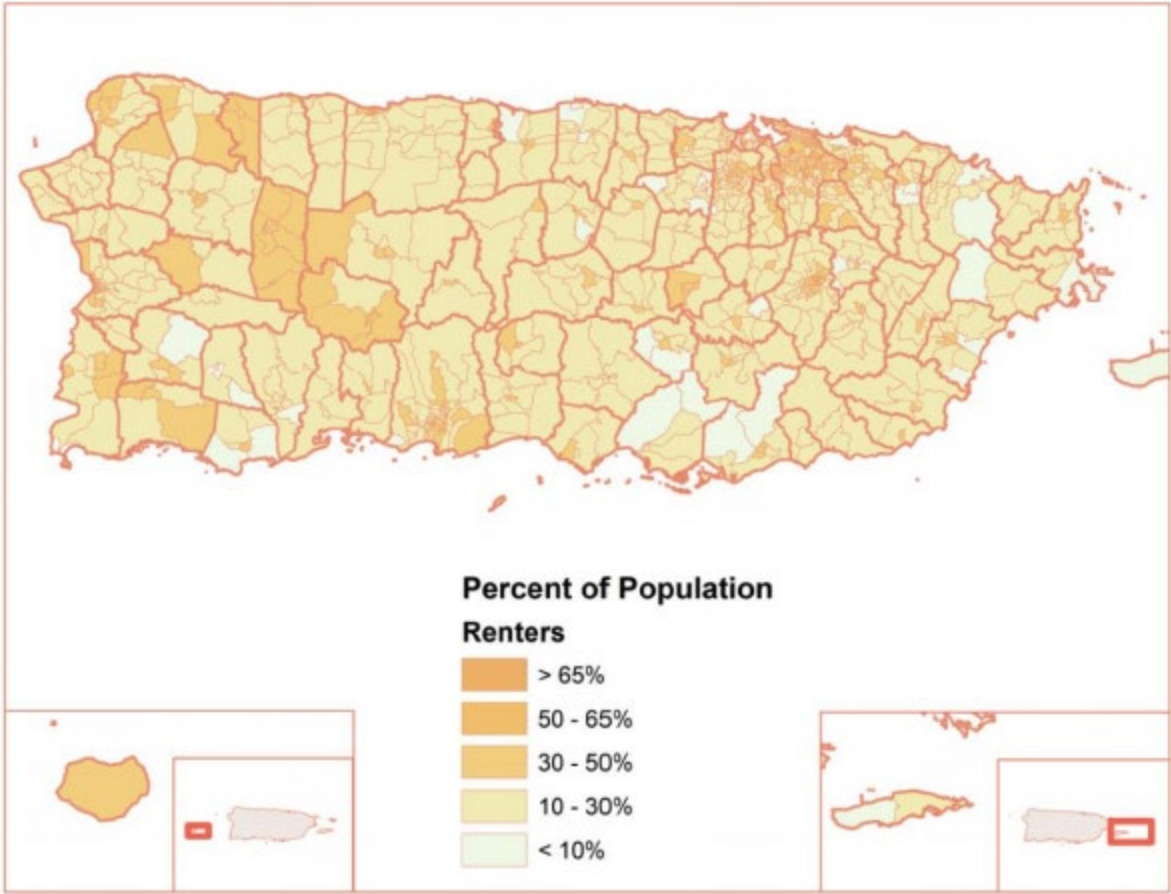 Percent of Population
Renters
> 65%
50 - 65%
30 - 50%
10 - 30%
< 10%